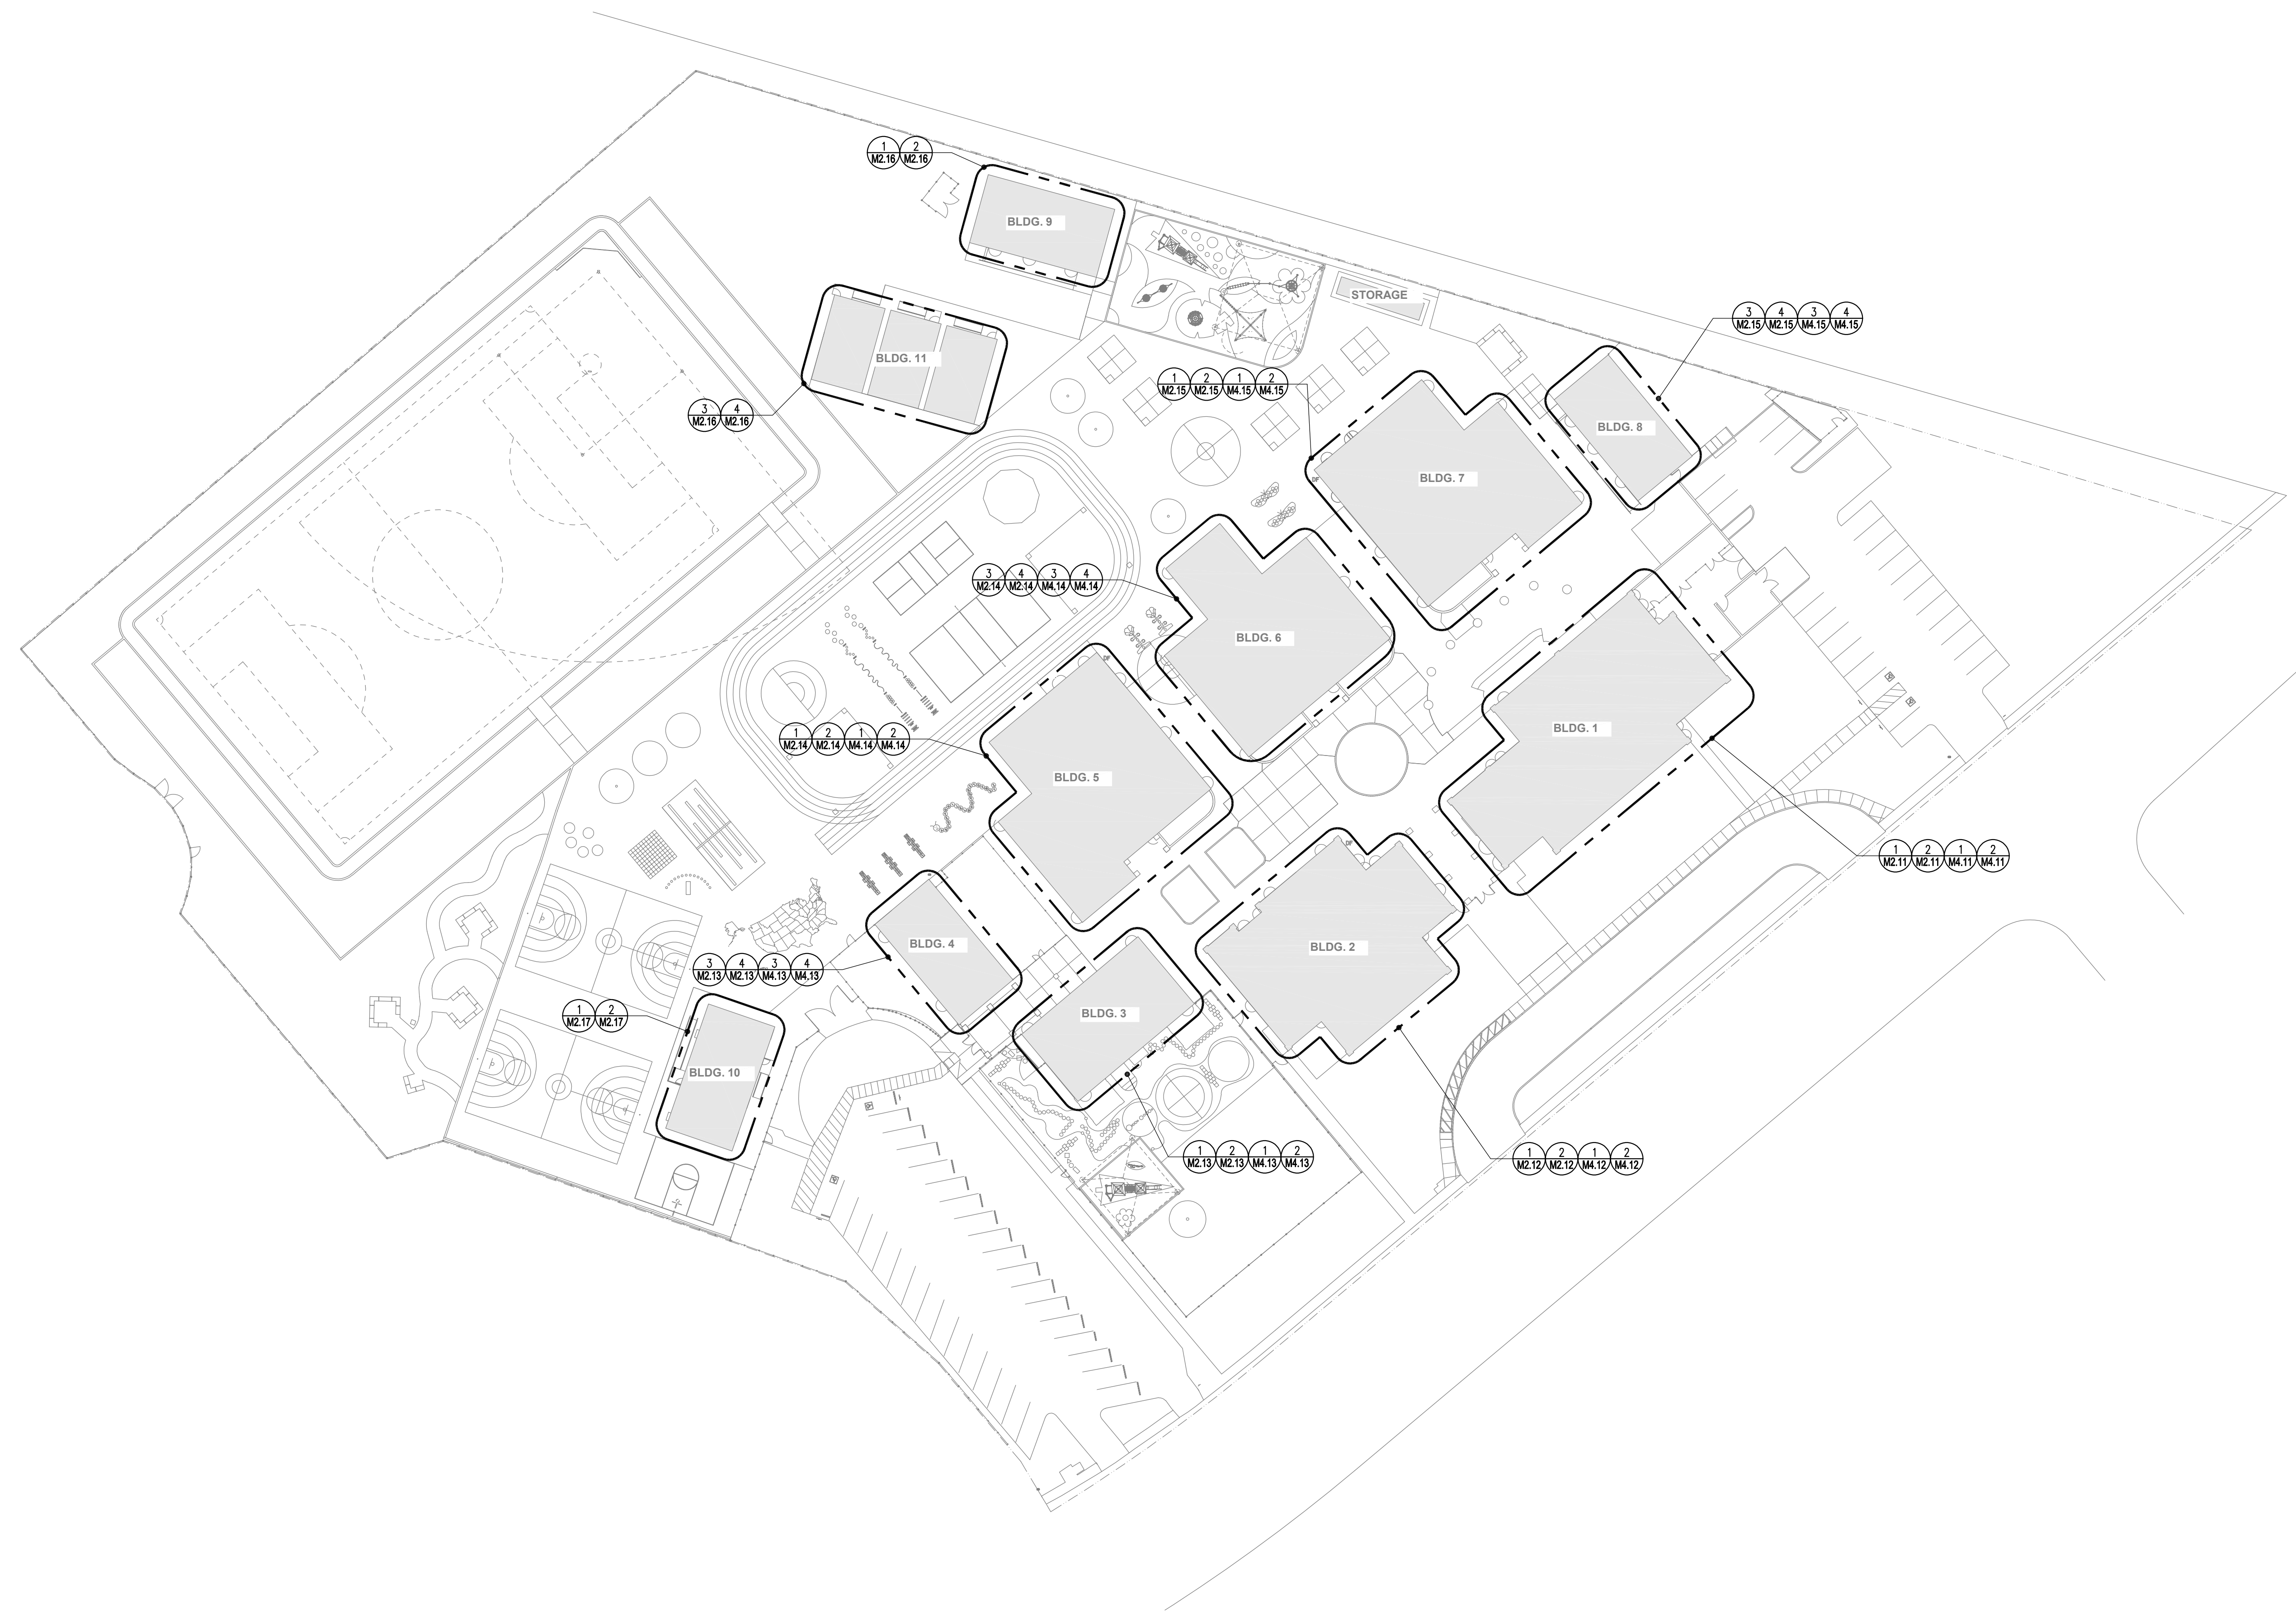 1 2
M2.16 M2.16
BLDG. 9
STORAGE
3 4 3 4
M2.15 M2.15 M4.15 M4.15
BLDG. 11
1 2 1 2
M2.15 M2.15 M4.15 M4.15
3 4
M2.16 M2.16
BLDG. 8
BLDG. 7
DF
3 4 3 4
M2.14 M2.14 M4.14 M4.14
BLDG. 6
DF
BLDG. 1
1 2 1 2
M2.14 M2.14 M4.14 M4.14
BLDG. 5
DF
1 2 1 2
M2.11 M2.11 M4.11 M4.11
BLDG. 4
BLDG. 2
3 4 3 4
M2.13 M2.13 M4.13 M4.13
1 2
M2.17 M2.17
BLDG. 3
BLDG. 10
1 2 1 2
M2.13 M2.13 M4.13 M4.13
1 2 1 2
M2.12 M2.12 M4.12 M4.12